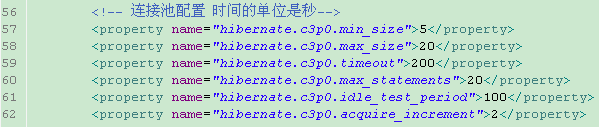 56 <!-- 连接池配置 时间的单位是秒-->
57 <property name="hibernate.c3p0.min_size">5</property>
58 <property name="hibernate.c3p0.max_size">20</property>
59 <property name="hibernate.c3p0.timeout">200</property>
60 <property name="hibernate.c3p0.max_statements">20</property>
61 <property name="hibernate.c3p0.idle_test_period">100</property>
62 <property name="hibernate.c3p0.acquire_increment">2</property>